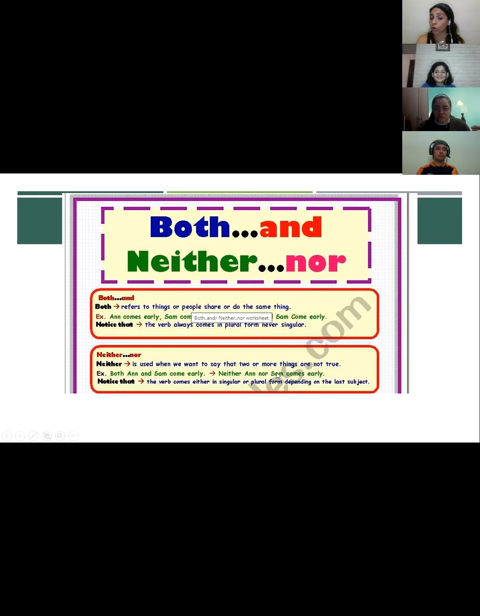 Both...and
Neither...nor
Both...and
Both → refers to things or people share or do the same thing.
Ex. Ann comes early, Sam com Sam Come early.
Both..and/ Neither..nor worksheet
Notice that → the verb always comes in plural form never singular.
Neither...nor
Neither → is used when we want to say that two or more things are not true.
Ex. Both Ann and Sam come early. → Neither Ann nor Sam comes early.
Notice that → the verb comes either in singular or plural form depending on the last subject.